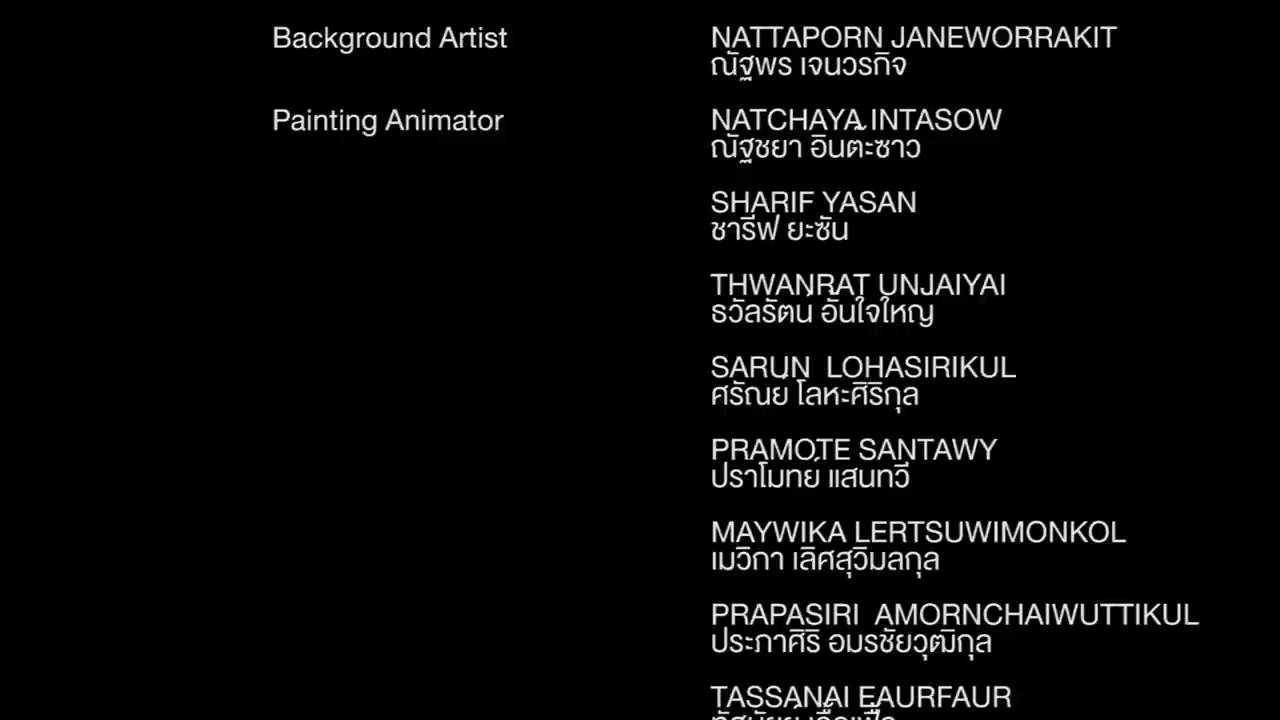 Background Artist
NATTAPORN JANEWORRAKIT
ณัฐพร เจนวรกิจ
Painting Animator
NATCHAYA INTASOW
ณัฐชยา อินต๊ะซาว
SHARIF YASAN
ชารีฟ ยะซัน
THWANRAT UNJAIYAI
ธวัลรัตน์ อั๋นใจใหญ่
SARUN LOHASIRIKUL
ศรัณย์ โลหะศิริกุล
PRAMOTE SANTAWY
ปราโมทย์ แสนทวี
MAYWIKA LERTSUWIMONKOL
เมวิกา เลิศสุวิมลกุล
PRAPASIRI AMORNCHAIWUTTIKUL
ประภาศิริ อมรชัยวุฒิกุล
TASSANAI EAURFAUR